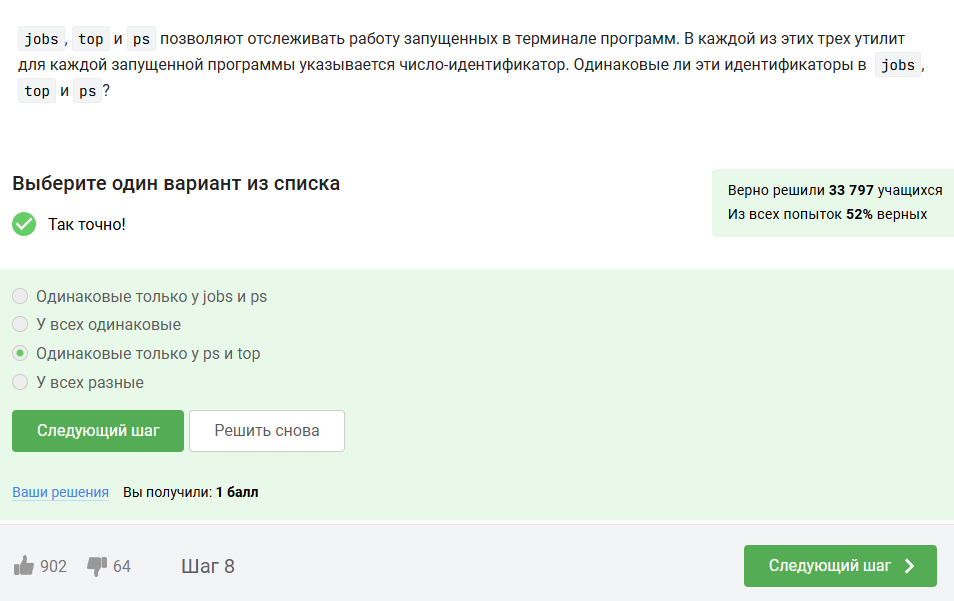 jobs, top и ps позволяют отслеживать работу запущенных в терминале программ. В каждой из этих трех утилит
для каждой запущенной программы указывается число-идентификатор. Одинаковые ли эти идентификаторы в jobs,
top и ps?
Выберите один вариант из списка
Верно решили 33 797 учащихся
Из всех попыток 52% верных
Так точно!
Одинаковые только у jobs и ps
У всех одинаковые
Одинаковые только у ps и top
У всех разные
Следующий шаг Решить снова
Ваши решения Вы получили: 1 балл
902 64 Шаг 8 Следующий шаг